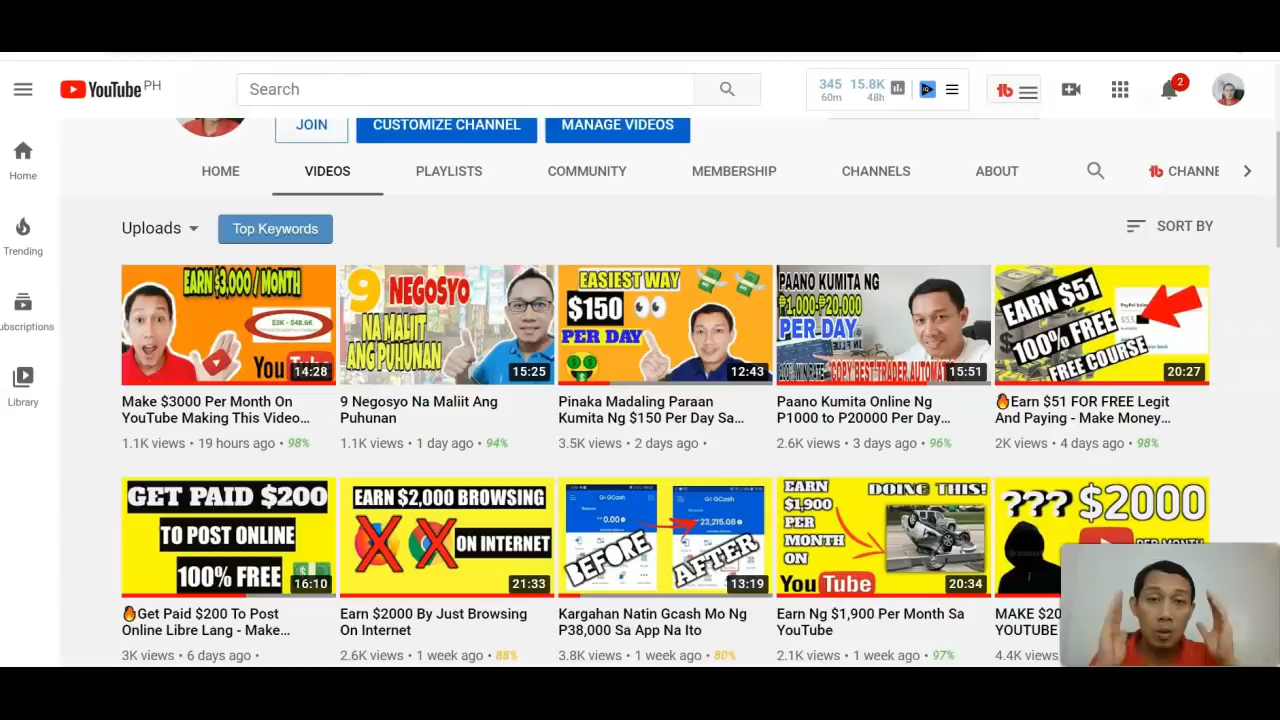 YouTube PH
Search
345 15.8K
60m 48h
2
JOIN
CUSTOMIZE CHANNEL
MANAGE VIDEOS
HOME
VIDEOS
PLAYLISTS
COMMUNITY
MEMBERSHIP
CHANNELS
ABOUT
CHANNE
Home
Trending
ubscriptions
Library
Uploads
Top Keywords
SORT BY
EARN $3,000 / MONTH
$3K - $48.6K
YouTube
14:28
9 NEGOSYO
NA MALIIT
ANG PUHUNAN
15:25
EASIEST WAY
$150
PER DAY
12:43
PAANO KUMITA NG
₱1,000-₱20,000
PER DAY
100% WIN RATE
COPY BEST TRADER AUTOMAT
15:51
EARN $51
100% FREE
FREE COURSE
20:27
Make $3000 Per Month On
YouTube Making This Video...
1.1K views • 19 hours ago • 98%
9 Negosyo Na Maliit Ang
Puhunan
1.1K views • 1 day ago • 94%
Pinaka Madaling Paraan
Kumita Ng $150 Per Day Sa...
3.5K views • 2 days ago •
Paano Kumita Online Ng
P1000 to P20000 Per Day...
2.6K views • 3 days ago • 96%
🔥Earn $51 FOR FREE Legit
And Paying - Make Money...
2K views • 4 days ago • 98%
GET PAID $200
TO POST ONLINE
100% FREE
16:10
EARN $2,000 BROWSING
ON INTERNET
21:33
GCash
0.00
BEFORE
GCash
23,215.08
AFTER
13:19
EARN
$1,900
PER
MONTH
ON
YouTube
DOING THIS!
20:34
??? $2000
PER MONTH
🔥Get Paid $200 To Post
Online Libre Lang - Make...
3K views • 6 days ago •
Earn $2000 By Just Browsing
On Internet
2.6K views • 1 week ago • 88%
Kargahan Natin Gcash Mo Ng
P38,000 Sa App Na Ito
3.8K views • 1 week ago • 80%
Earn Ng $1,900 Per Month Sa
YouTube
2.1K views • 1 week ago • 97%
MAKE $20
YOUTUBE
4.4K views